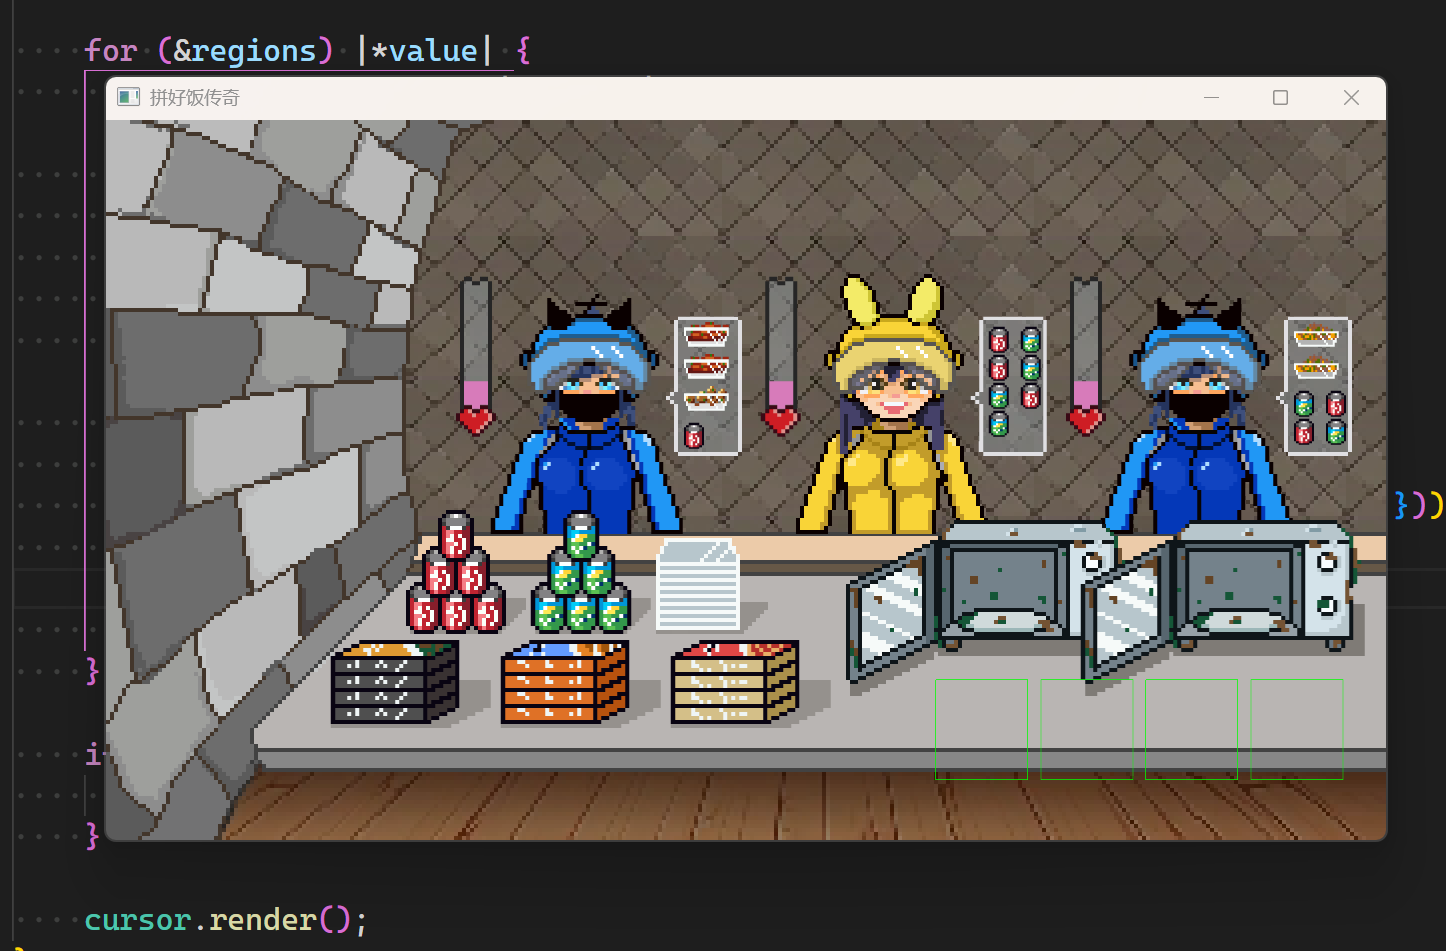 for (&regions) |*value| {
拼好饭传奇
}))
}
i
}
cursor.render();